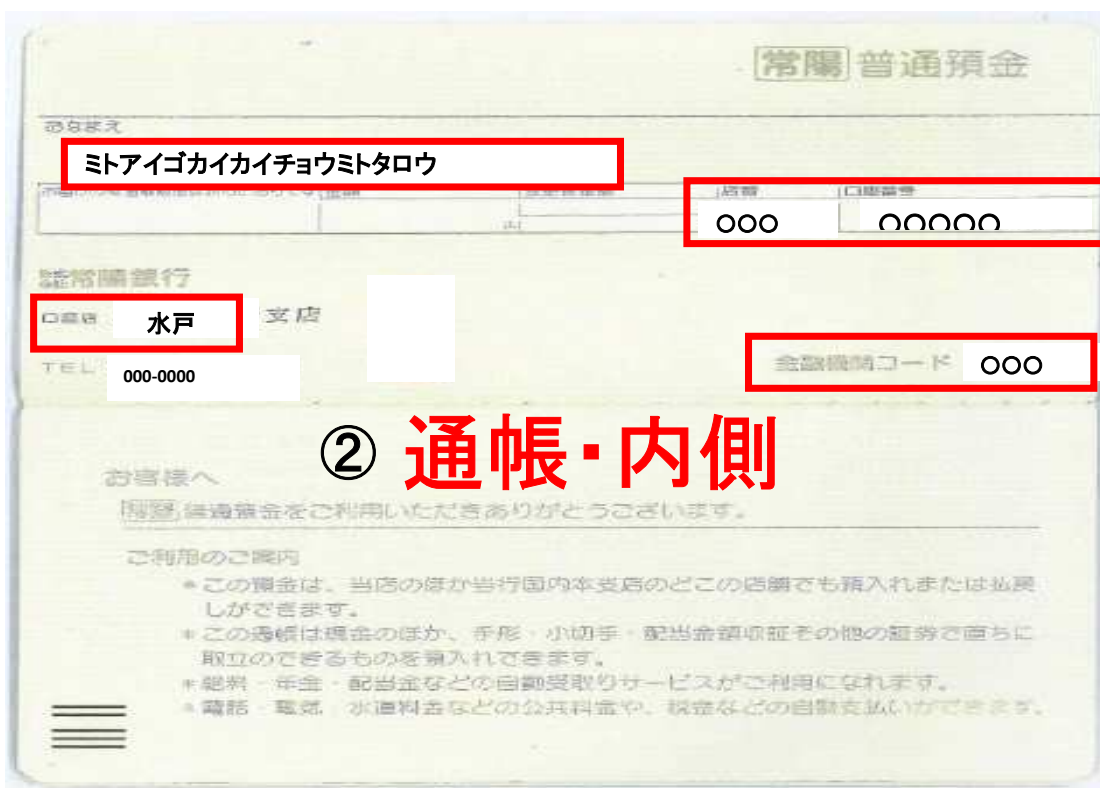 常陽 普通預金
おなまえ
ミトアイゴカイカイチョウミトタロウ
店番 口座番号
○○○ ○○○○○
株式会社常陽銀行
口座店 水戸 支店
TEL 000-0000
金融機関コード ○○○
② 通帳・内側
お客様へ
普通預金をご利用いただきありがとうございます。
ご利用のご案内
*この預金は、当店のほか当行国内本支店のどこの店舗でも預入れまたは払戻
しができます。
*この通帳は現金のほか、手形・小切手・配当金領収証その他の証券で直ちに
取立のできるものを預入れできます。
*給料・年金・配当金などの自動受取りサービスがご利用になれます。
*電話・電気・水道料金などの公共料金や、税金などの自動支払いができます。